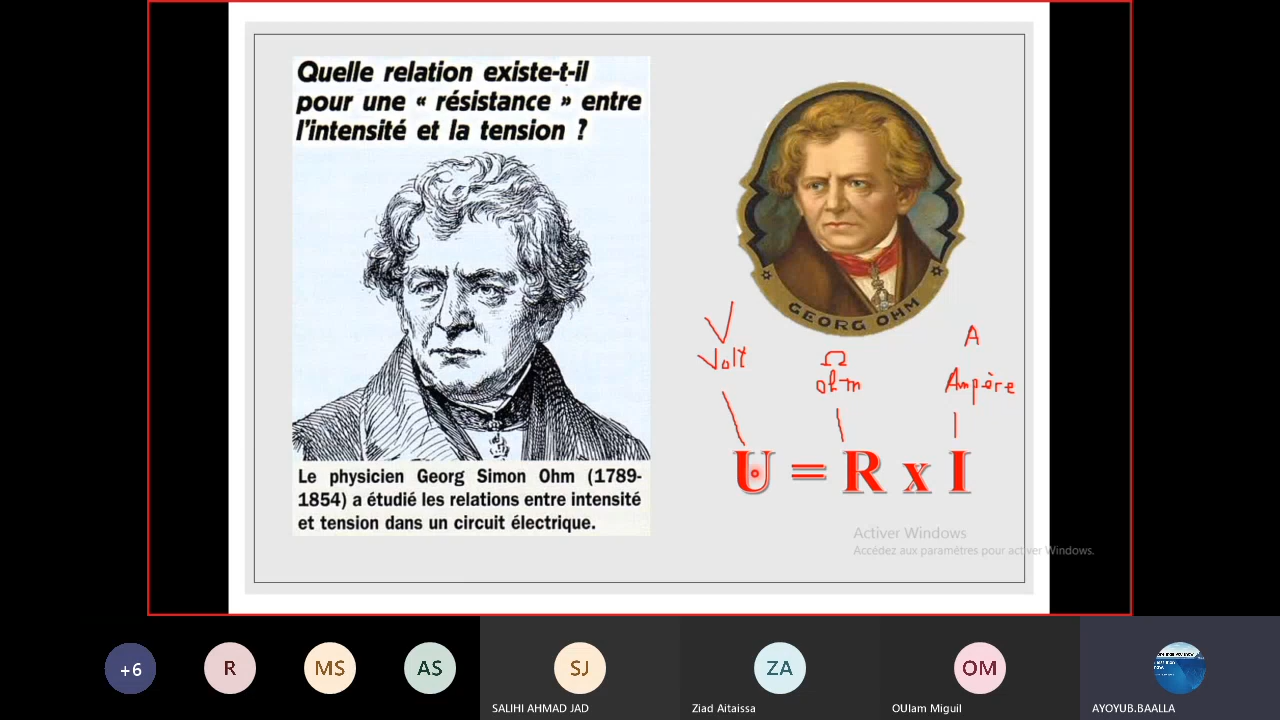 Quelle relation existe-t-il
pour une « résistance » entre
l'intensité et la tension ?
Le physicien Georg Simon Ohm (1789-
1854) a étudié les relations entre intensité
et tension dans un circuit électrique.
GEORG OHM
V
Volt
Ω
ohm
A
Ampère
U = R x I
Activer Windows
Accédez aux paramètres pour activer Windows.
+6
R
MS
AS
SJ
SALIHI AHMAD JAD
ZA
Ziad Aitaissa
OM
OUlam Miguil
AYOYUB.BAALLA